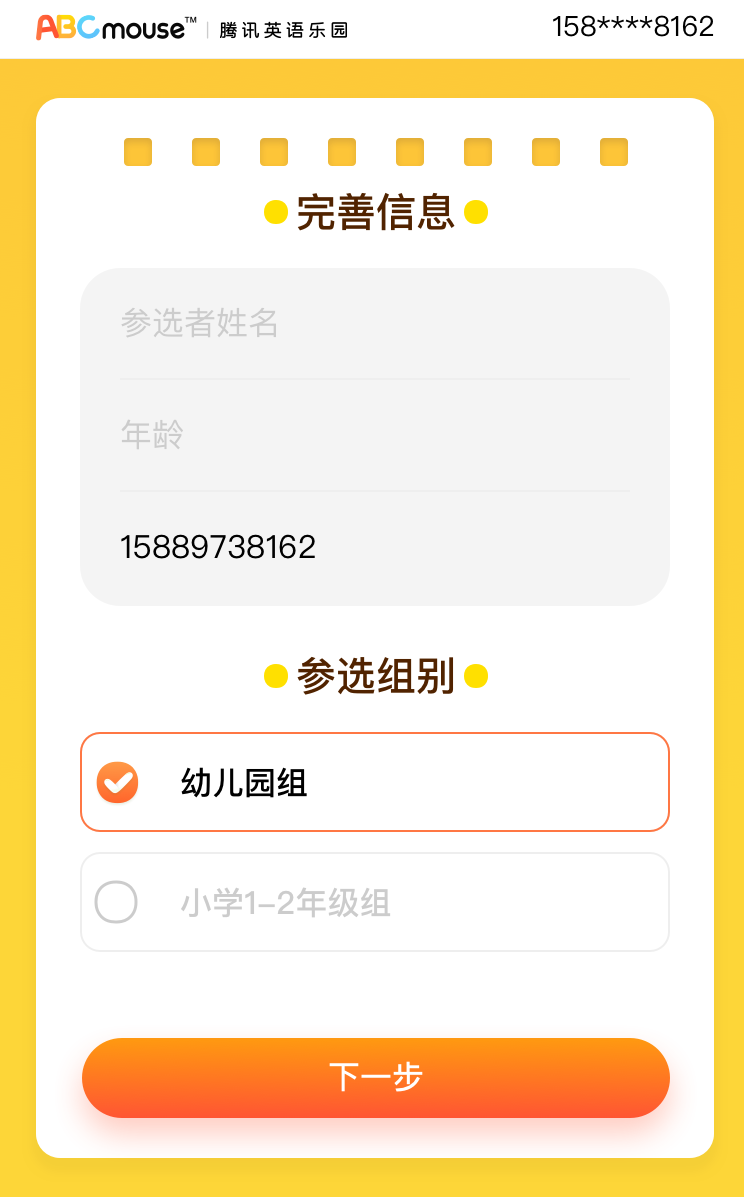 ABCmouse™ 腾讯英语乐园 158****8162
完善信息
参选者姓名
年龄
15889738162
参选组别
幼儿园组
小学1-2年级组
下一步